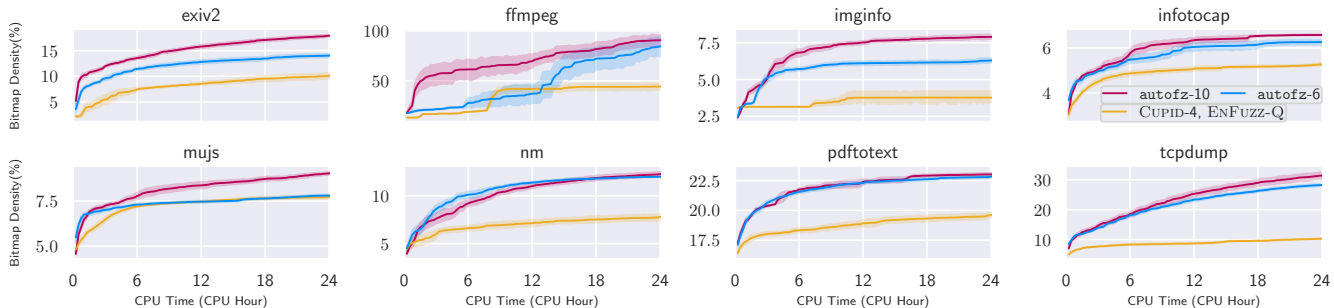 exiv2 ffmpeg imginfo infotocap
Bitmap Density(%)
15
10
5
100
50
7.5
5.0
2.5
6
4
autofz-10 autofz-6
CUPID-4, ENFUZZ-Q
mujs nm pdftotext tcpdump
Bitmap Density(%)
7.5
5.0
10
5
22.5
20.0
17.5
30
20
10
0 6 12 18 24 0 6 12 18 24 0 6 12 18 24 0 6 12 18 24
CPU Time (CPU Hour) CPU Time (CPU Hour) CPU Time (CPU Hour) CPU Time (CPU Hour)